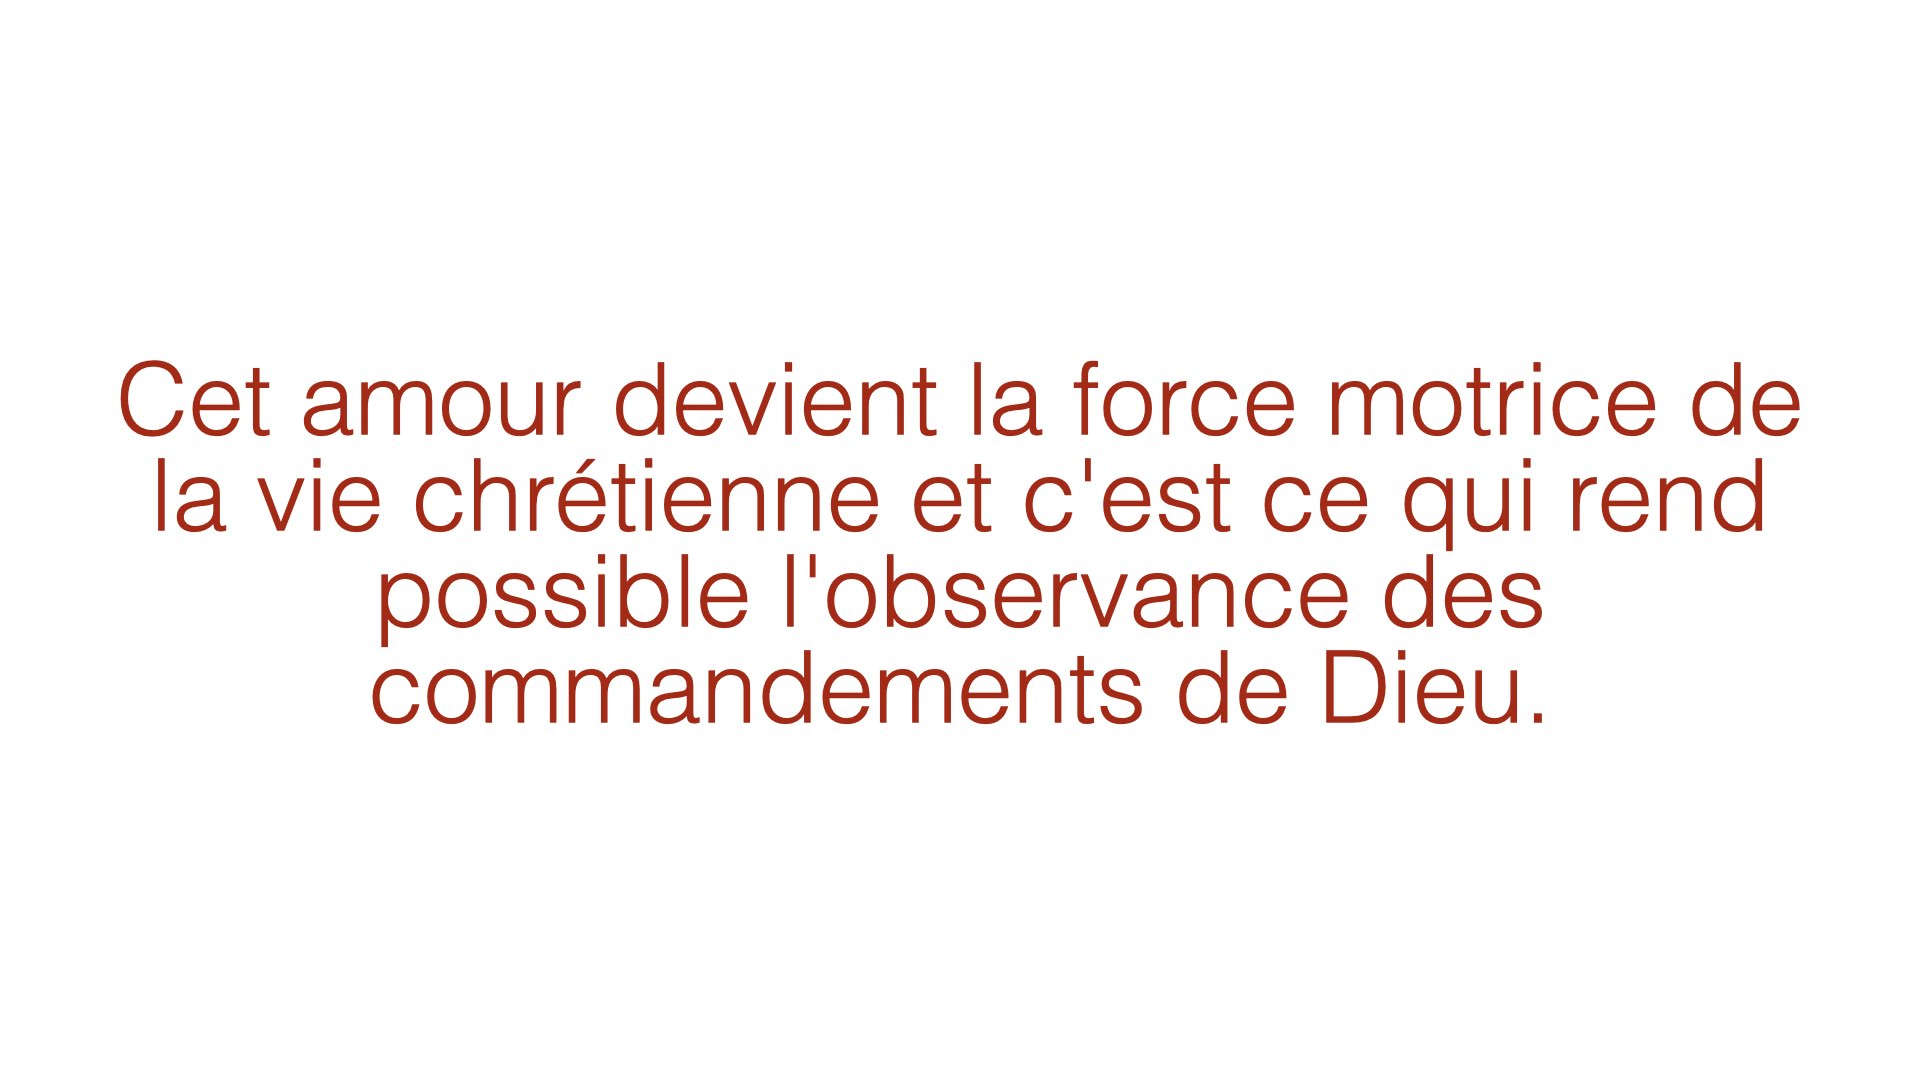 Cet amour devient la force motrice de
la vie chrétienne et c'est ce qui rend
possible l'observance des
commandements de Dieu.